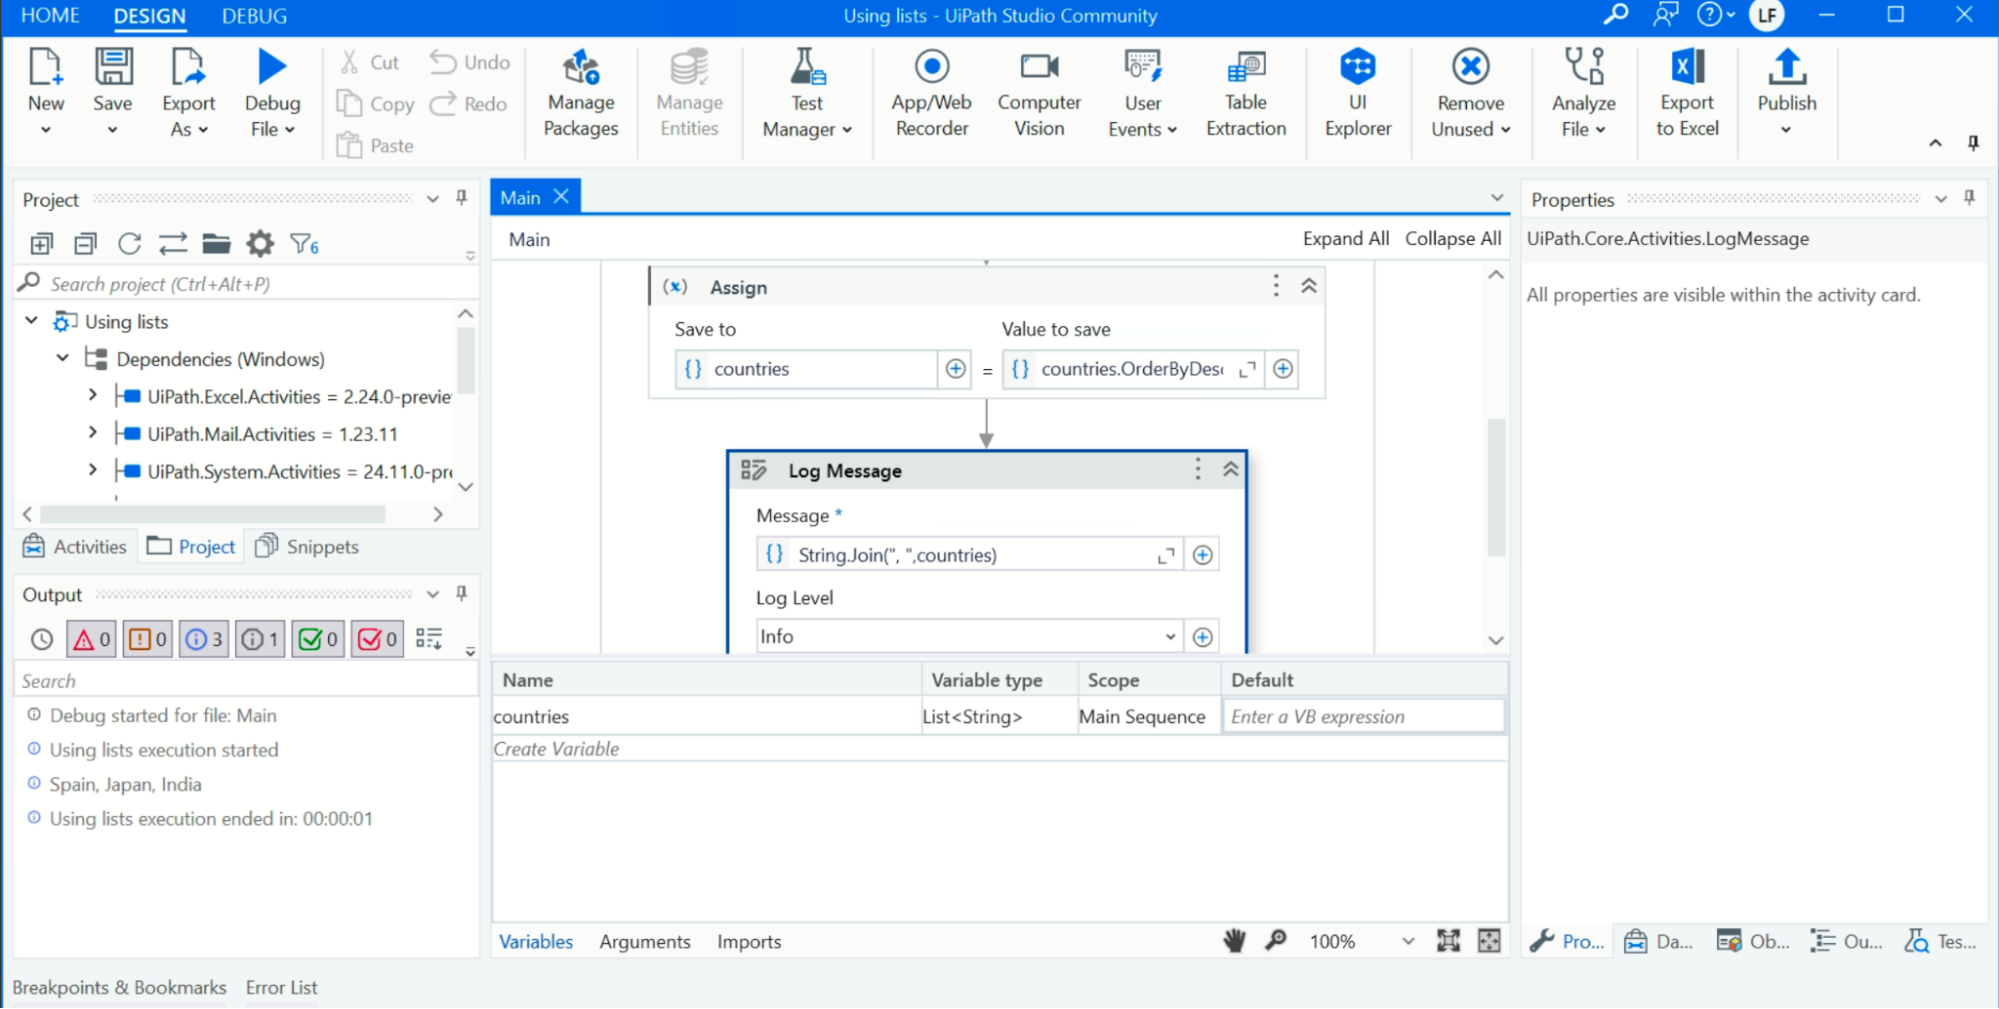 HOME DESIGN DEBUG
Using lists - UiPath Studio Community
LF
New
Save
Export As
Debug File
Cut
Copy
Paste
Undo
Redo
Manage Packages
Manage Entities
Test Manager
App/Web Recorder
Computer Vision
User Events
Table Extraction
UI Explorer
Remove Unused
Analyze File
Export to Excel
Publish
Project
6
Search project (Ctrl+Alt+P)
Using lists
Dependencies (Windows)
UiPath.Excel.Activities = 2.24.0-previe
UiPath.Mail.Activities = 1.23.11
UiPath.System.Activities = 24.11.0-pre
Activities Project Snippets
Output
0 0 3 1 0 0
Search
Debug started for file: Main
Using lists execution started
Spain, Japan, India
Using lists execution ended in: 00:00:01
Main
Main Expand All Collapse All
(x) Assign
Save to Value to save
{} countries = {} countries.OrderByDesc
Log Message
Message *
{} String.Join(", ",countries)
Log Level
Info
Name Variable type Scope Default
countries List<String> Main Sequence Enter a VB expression
Create Variable
Variables Arguments Imports 100%
Properties
UiPath.Core.Activities.LogMessage
All properties are visible within the activity card.
Pro... Da... Ob... Ou... Tes...
Breakpoints & Bookmarks Error List